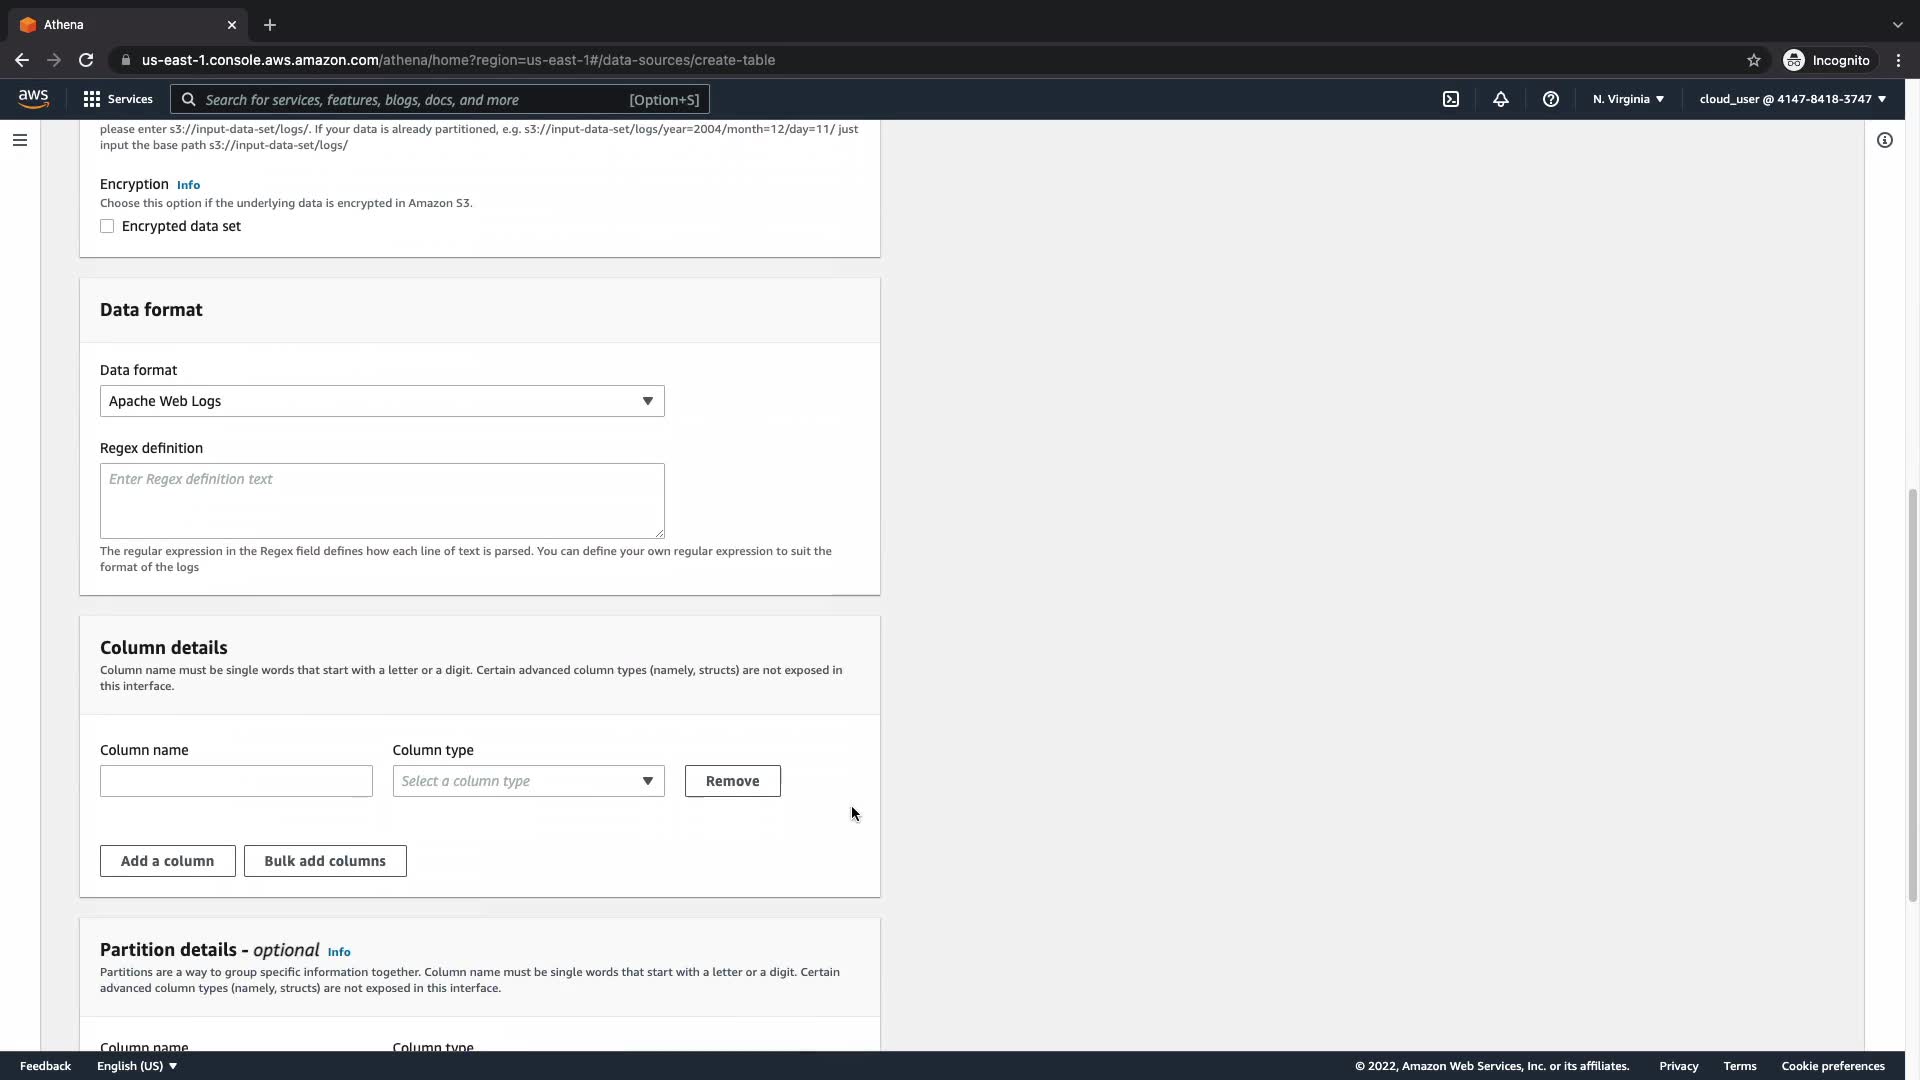 Athena
us-east-1.console.aws.amazon.com/athena/home?region=us-east-1#/data-sources/create-table
Incognito
aws
Services
Search for services, features, blogs, docs, and more
[Option+S]
N. Virginia
cloud_user @ 4147-8418-3747
please enter s3://input-data-set/logs/. If your data is already partitioned, e.g. s3://input-data-set/logs/year=2004/month=12/day=11/ just
input the base path s3://input-data-set/logs/
Encryption Info
Choose this option if the underlying data is encrypted in Amazon S3.
Encrypted data set
Data format
Data format
Apache Web Logs
Regex definition
Enter Regex definition text
The regular expression in the Regex field defines how each line of text is parsed. You can define your own regular expression to suit the
format of the logs
Column details
Column name must be single words that start with a letter or a digit. Certain advanced column types (namely, structs) are not exposed in
this interface.
Column name
Column type
Select a column type
Remove
Add a column
Bulk add columns
Partition details - optional Info
Partitions are a way to group specific information together. Column name must be single words that start with a letter or a digit. Certain
advanced column types (namely, structs) are not exposed in this interface.
Column name
Column type
Feedback
English (US)
© 2022, Amazon Web Services, Inc. or its affiliates.
Privacy
Terms
Cookie preferences